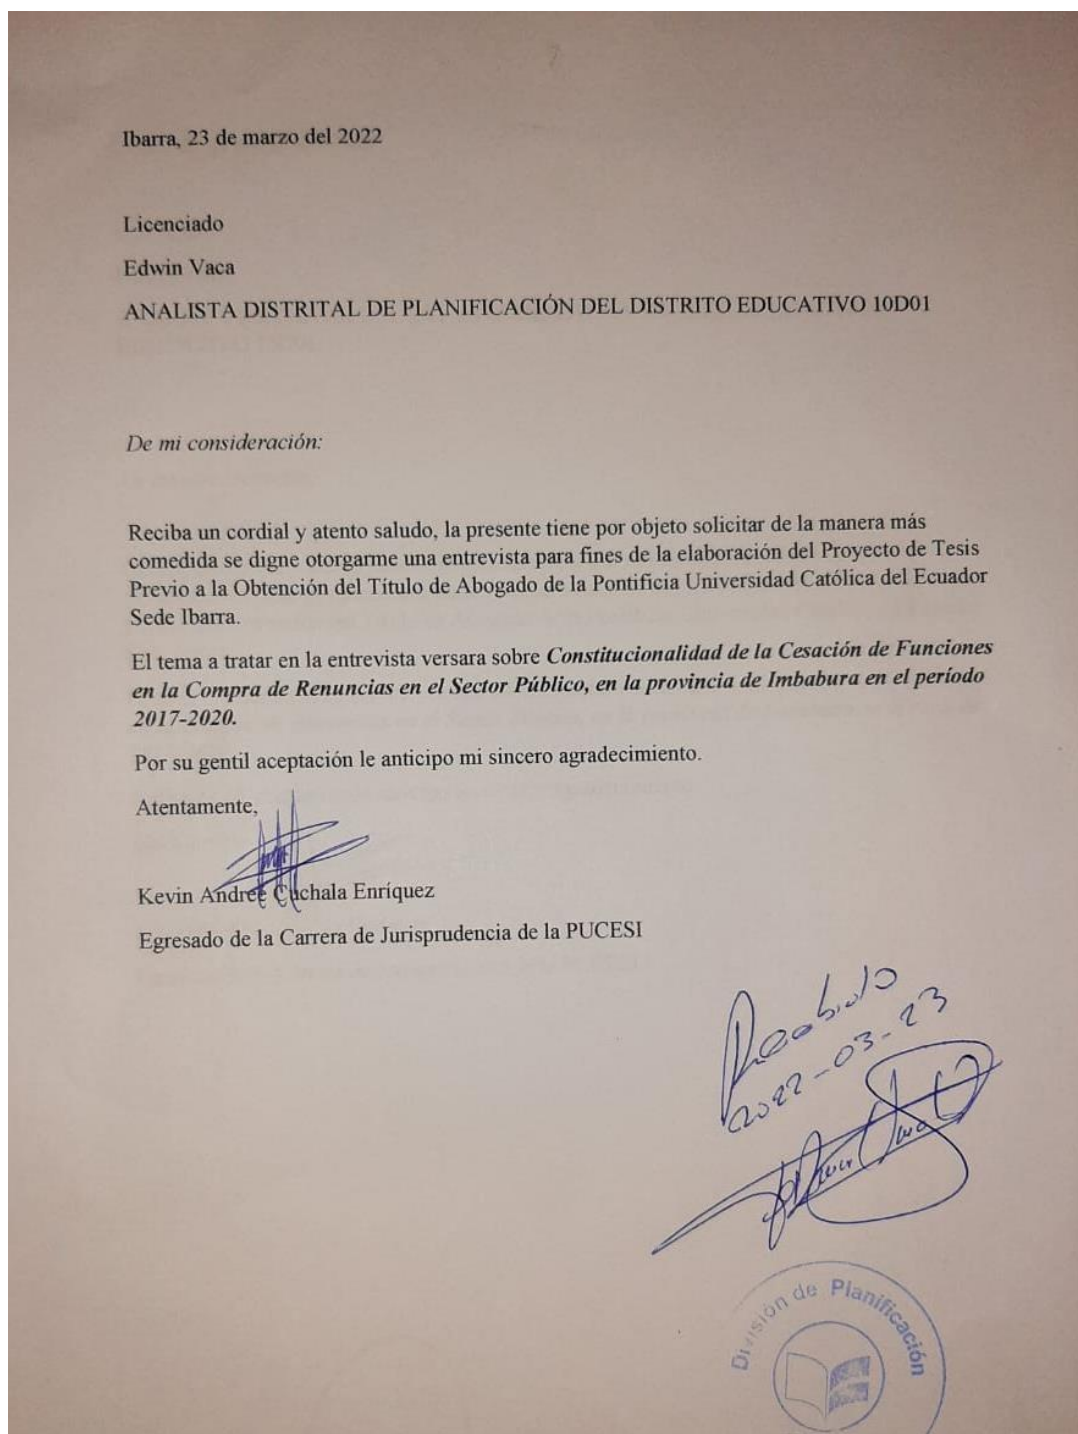 Ibarra, 23 de marzo del 2022
Licenciado
Edwin Vaca
ANALISTA DISTRITAL DE PLANIFICACIÓN DEL DISTRITO EDUCATIVO 10D01
De mi consideración:
Reciba un cordial y atento saludo, la presente tiene por objeto solicitar de la manera más
comedida se digne otorgarme una entrevista para fines de la elaboración del Proyecto de Tesis
Previo a la Obtención del Título de Abogado de la Pontificia Universidad Católica del Ecuador
Sede Ibarra.
El tema a tratar en la entrevista versara sobre Constitucionalidad de la Cesación de Funciones
en la Compra de Renuncias en el Sector Público, en la provincia de Imbabura en el período
2017-2020.
Por su gentil aceptación le anticipo mi sincero agradecimiento.
Atentamente,
Kevin Andree Cuchala Enríquez
Egresado de la Carrera de Jurisprudencia de la PUCESI
Recibido
2022-03-23
División de Planificación